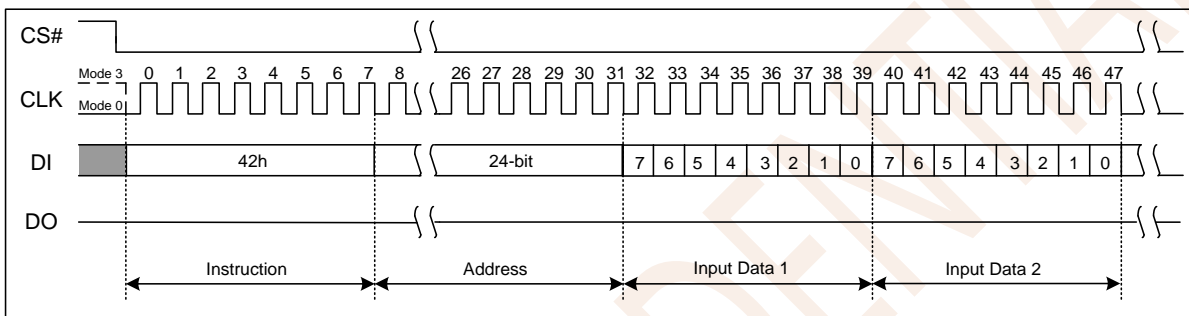 CS#
Mode 3 0 1 2 3 4 5 6 7 8 26 27 28 29 30 31 32 33 34 35 36 37 38 39 40 41 42 43 44 45 46 47
CLK
Mode 0
DI 42h 24-bit 7 6 5 4 3 2 1 0 7 6 5 4 3 2 1 0
DO
Instruction Address Input Data 1 Input Data 2